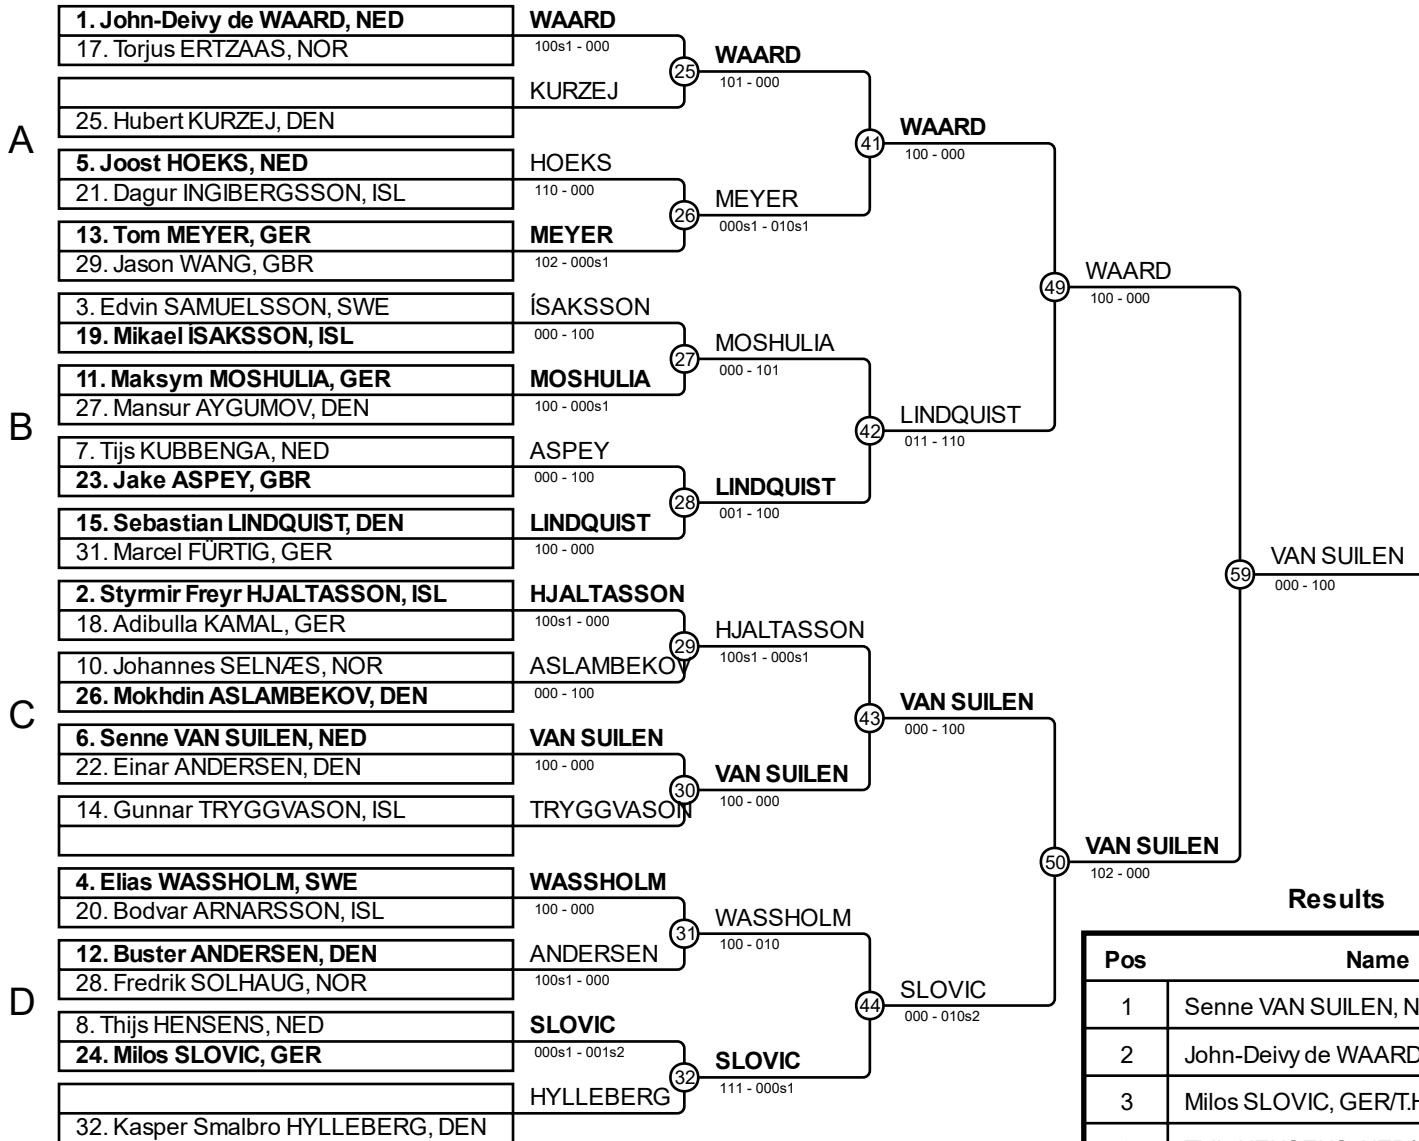 A
1. John-Deivy de WAARD, NED
17. Torjus ERTZAAS, NOR
25. Hubert KURZEJ, DEN
5. Joost HOEKS, NED
21. Dagur INGIBERGSSON, ISL
13. Tom MEYER, GER
29. Jason WANG, GBR
B
3. Edvin SAMUELSSON, SWE
19. Mikael ÍSAKSSON, ISL
11. Maksym MOSHULIA, GER
27. Mansur AYGUMOV, DEN
7. Tijs KUBBENGA, NED
23. Jake ASPEY, GBR
15. Sebastian LINDQUIST, DEN
31. Marcel FÜRTIG, GER
C
2. Styrmir Freyr HJALTASSON, ISL
18. Adibulla KAMAL, GER
10. Johannes SELNÆS, NOR
26. Mokhdin ASLAMBEKOV, DEN
6. Senne VAN SUILEN, NED
22. Einar ANDERSEN, DEN
14. Gunnar TRYGGVASON, ISL
D
4. Elias WASSHOLM, SWE
20. Bodvar ARNARSSON, ISL
12. Buster ANDERSEN, DEN
28. Fredrik SOLHAUG, NOR
8. Thijs HENSENS, NED
24. Milos SLOVIC, GER
32. Kasper Smalbro HYLLEBERG, DEN
WAARD
100s1 - 000
KURZEJ
HOEKS
110 - 000
MEYER
102 - 000s1
ÍSAKSSON
000 - 100
MOSHULIA
100 - 000s1
ASPEY
000 - 100
LINDQUIST
100 - 000
HJALTASSON
100s1 - 000
ASLAMBEKOV
000 - 100
VAN SUILEN
100 - 000
TRYGGVASON
WASSHOLM
100 - 000
ANDERSEN
100s1 - 000
SLOVIC
000s1 - 001s2
HYLLEBERG
25
WAARD
101 - 000
26
MEYER
000s1 - 010s1
27
MOSHULIA
000 - 101
28
LINDQUIST
001 - 100
29
HJALTASSON
100s1 - 000s1
30
VAN SUILEN
100 - 000
31
WASSHOLM
100 - 010
32
SLOVIC
111 - 000s1
41
WAARD
100 - 000
42
LINDQUIST
011 - 110
43
VAN SUILEN
000 - 100
44
SLOVIC
000 - 010s2
49
WAARD
100 - 000
50
VAN SUILEN
102 - 000
59
VAN SUILEN
000 - 100
Results
Pos Name
1 Senne VAN SUILEN, N
2 John-Deivy de WAARD
3 Milos SLOVIC, GER/T.H